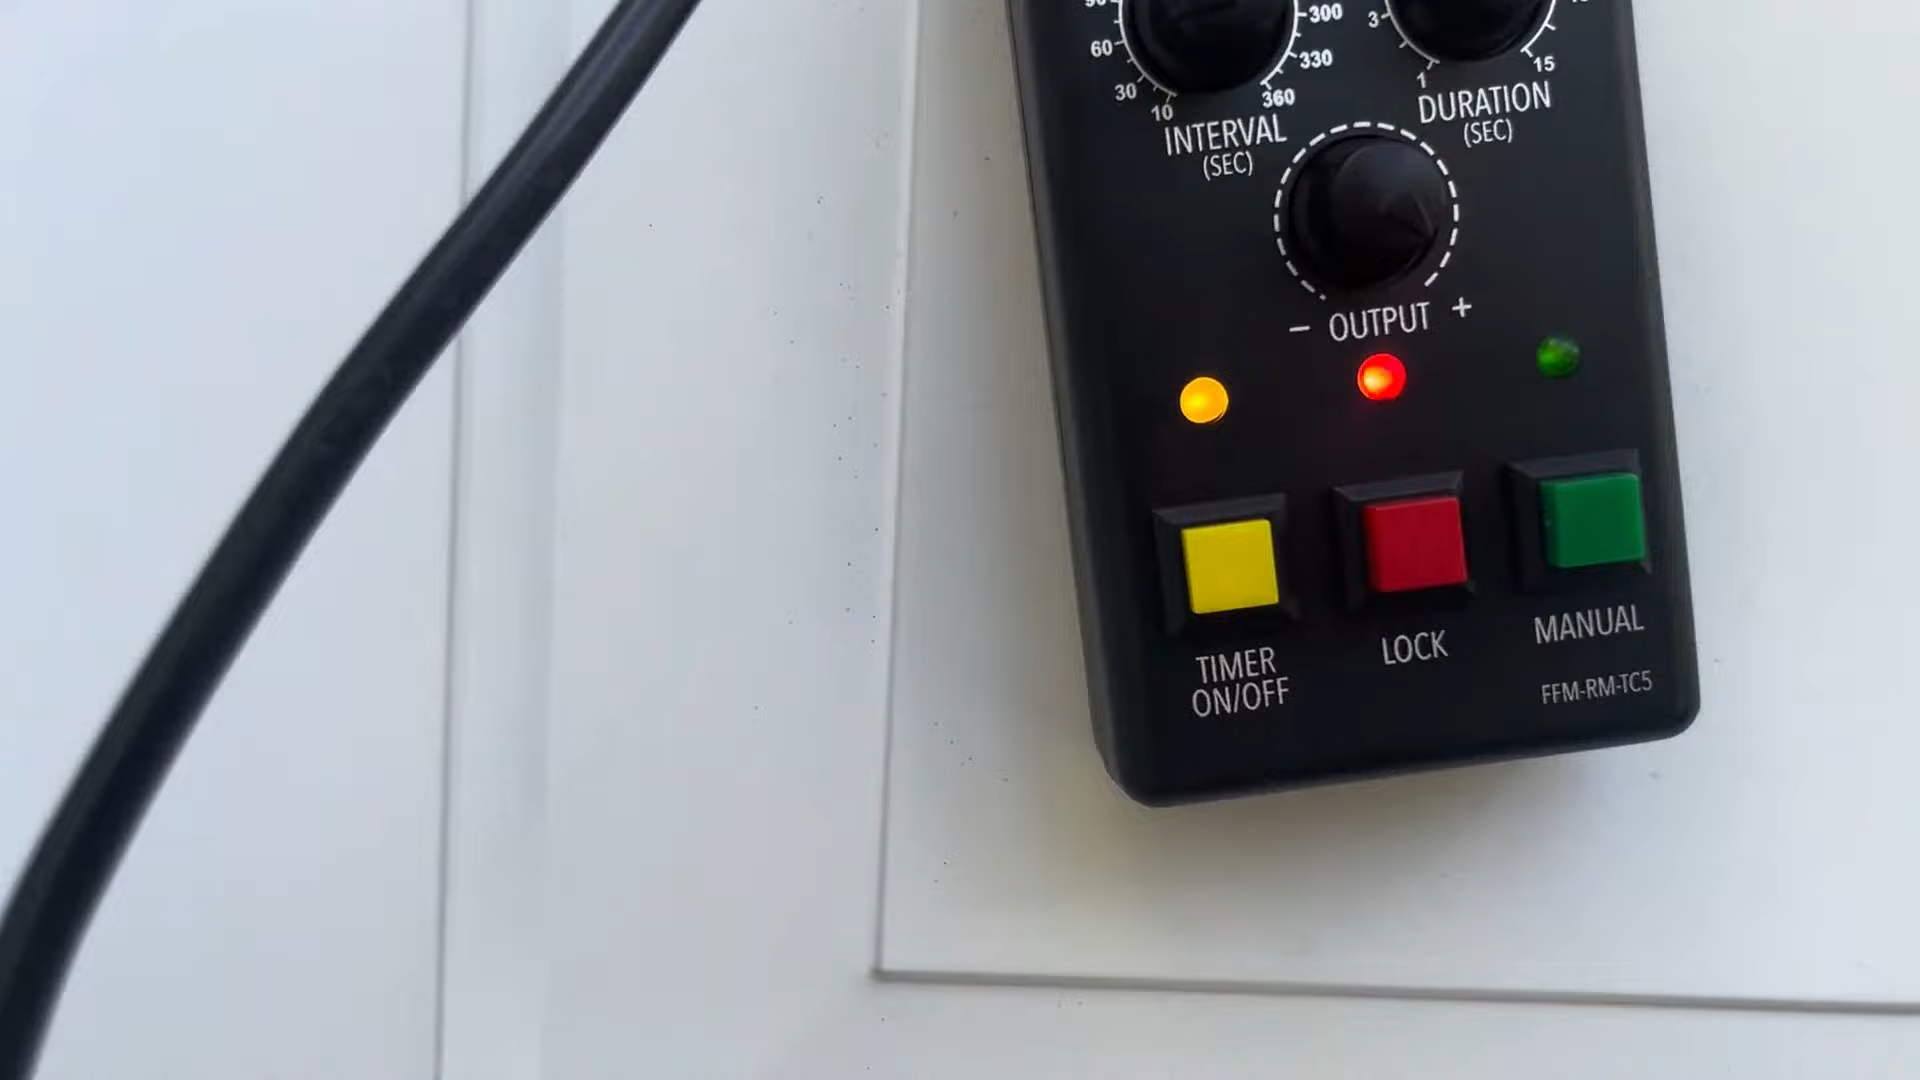 60
30
10
300
330
360
3
1
15
INTERVAL
(SEC)
DURATION
(SEC)
– OUTPUT +
TIMER
ON/OFF
LOCK
MANUAL
FFM-RM-TC5